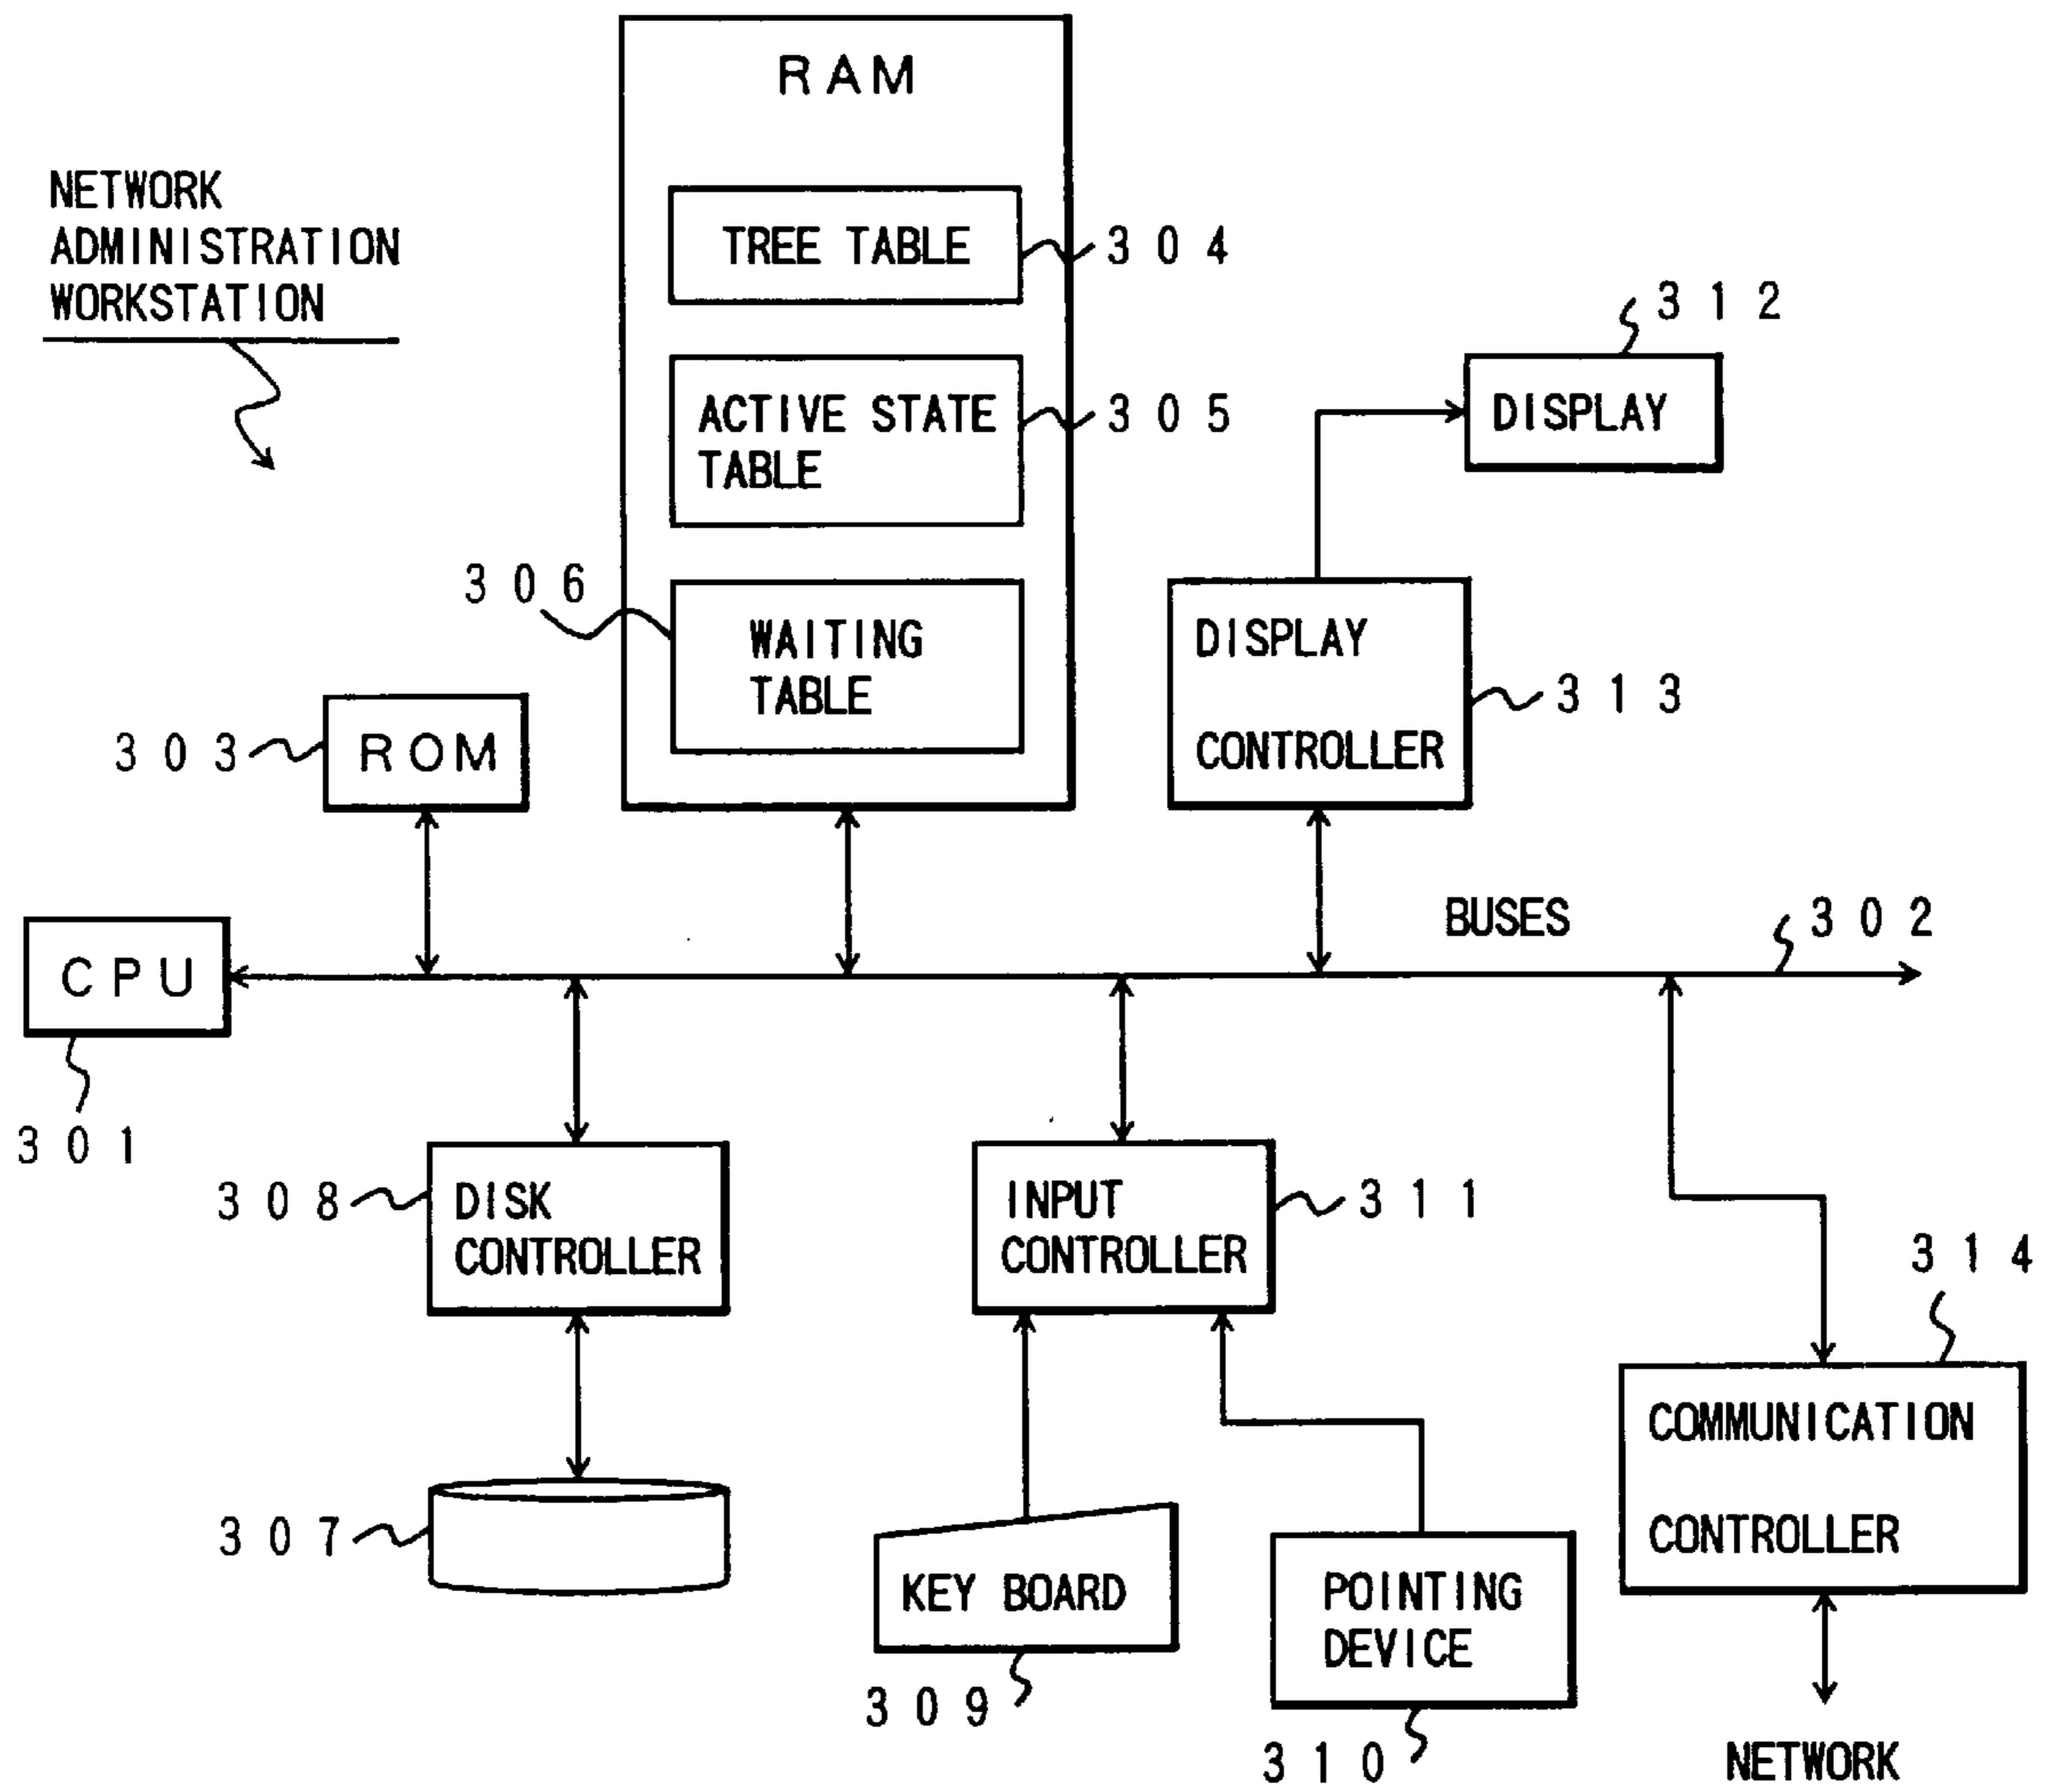 RAM
NETWORK
ADMINISTRATION
WORKSTATION
TREE TABLE
304
312
DISPLAY
ACTIVE STATE
TABLE
305
306
WAITING
TABLE
DISPLAY
CONTROLLER
313
303
ROM
BUSES
302
CPU
301
308
DISK
CONTROLLER
INPUT
CONTROLLER
311
314
COMMUNICATION
CONTROLLER
307
KEY BOARD
309
POINTING
DEVICE
310
NETWORK